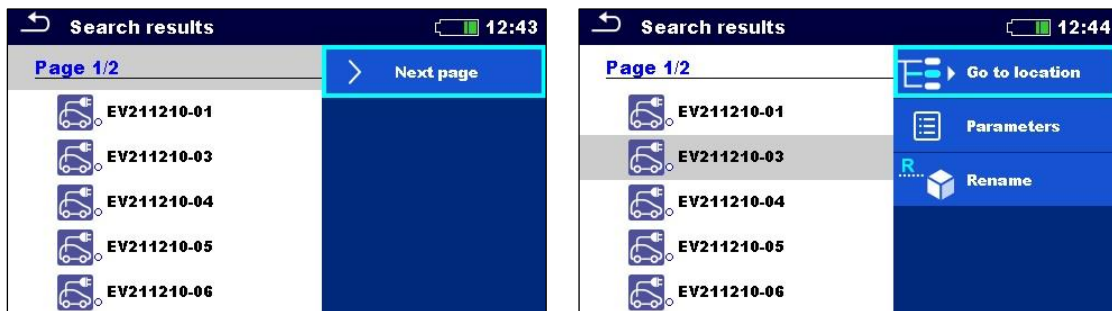 Search results
12:43
Page 1/2
Next page
EV211210-01
EV211210-03
EV211210-04
EV211210-05
EV211210-06
Search results
12:44
Page 1/2
Go to location
EV211210-01
Parameters
EV211210-03
R
Rename
EV211210-04
EV211210-05
EV211210-06